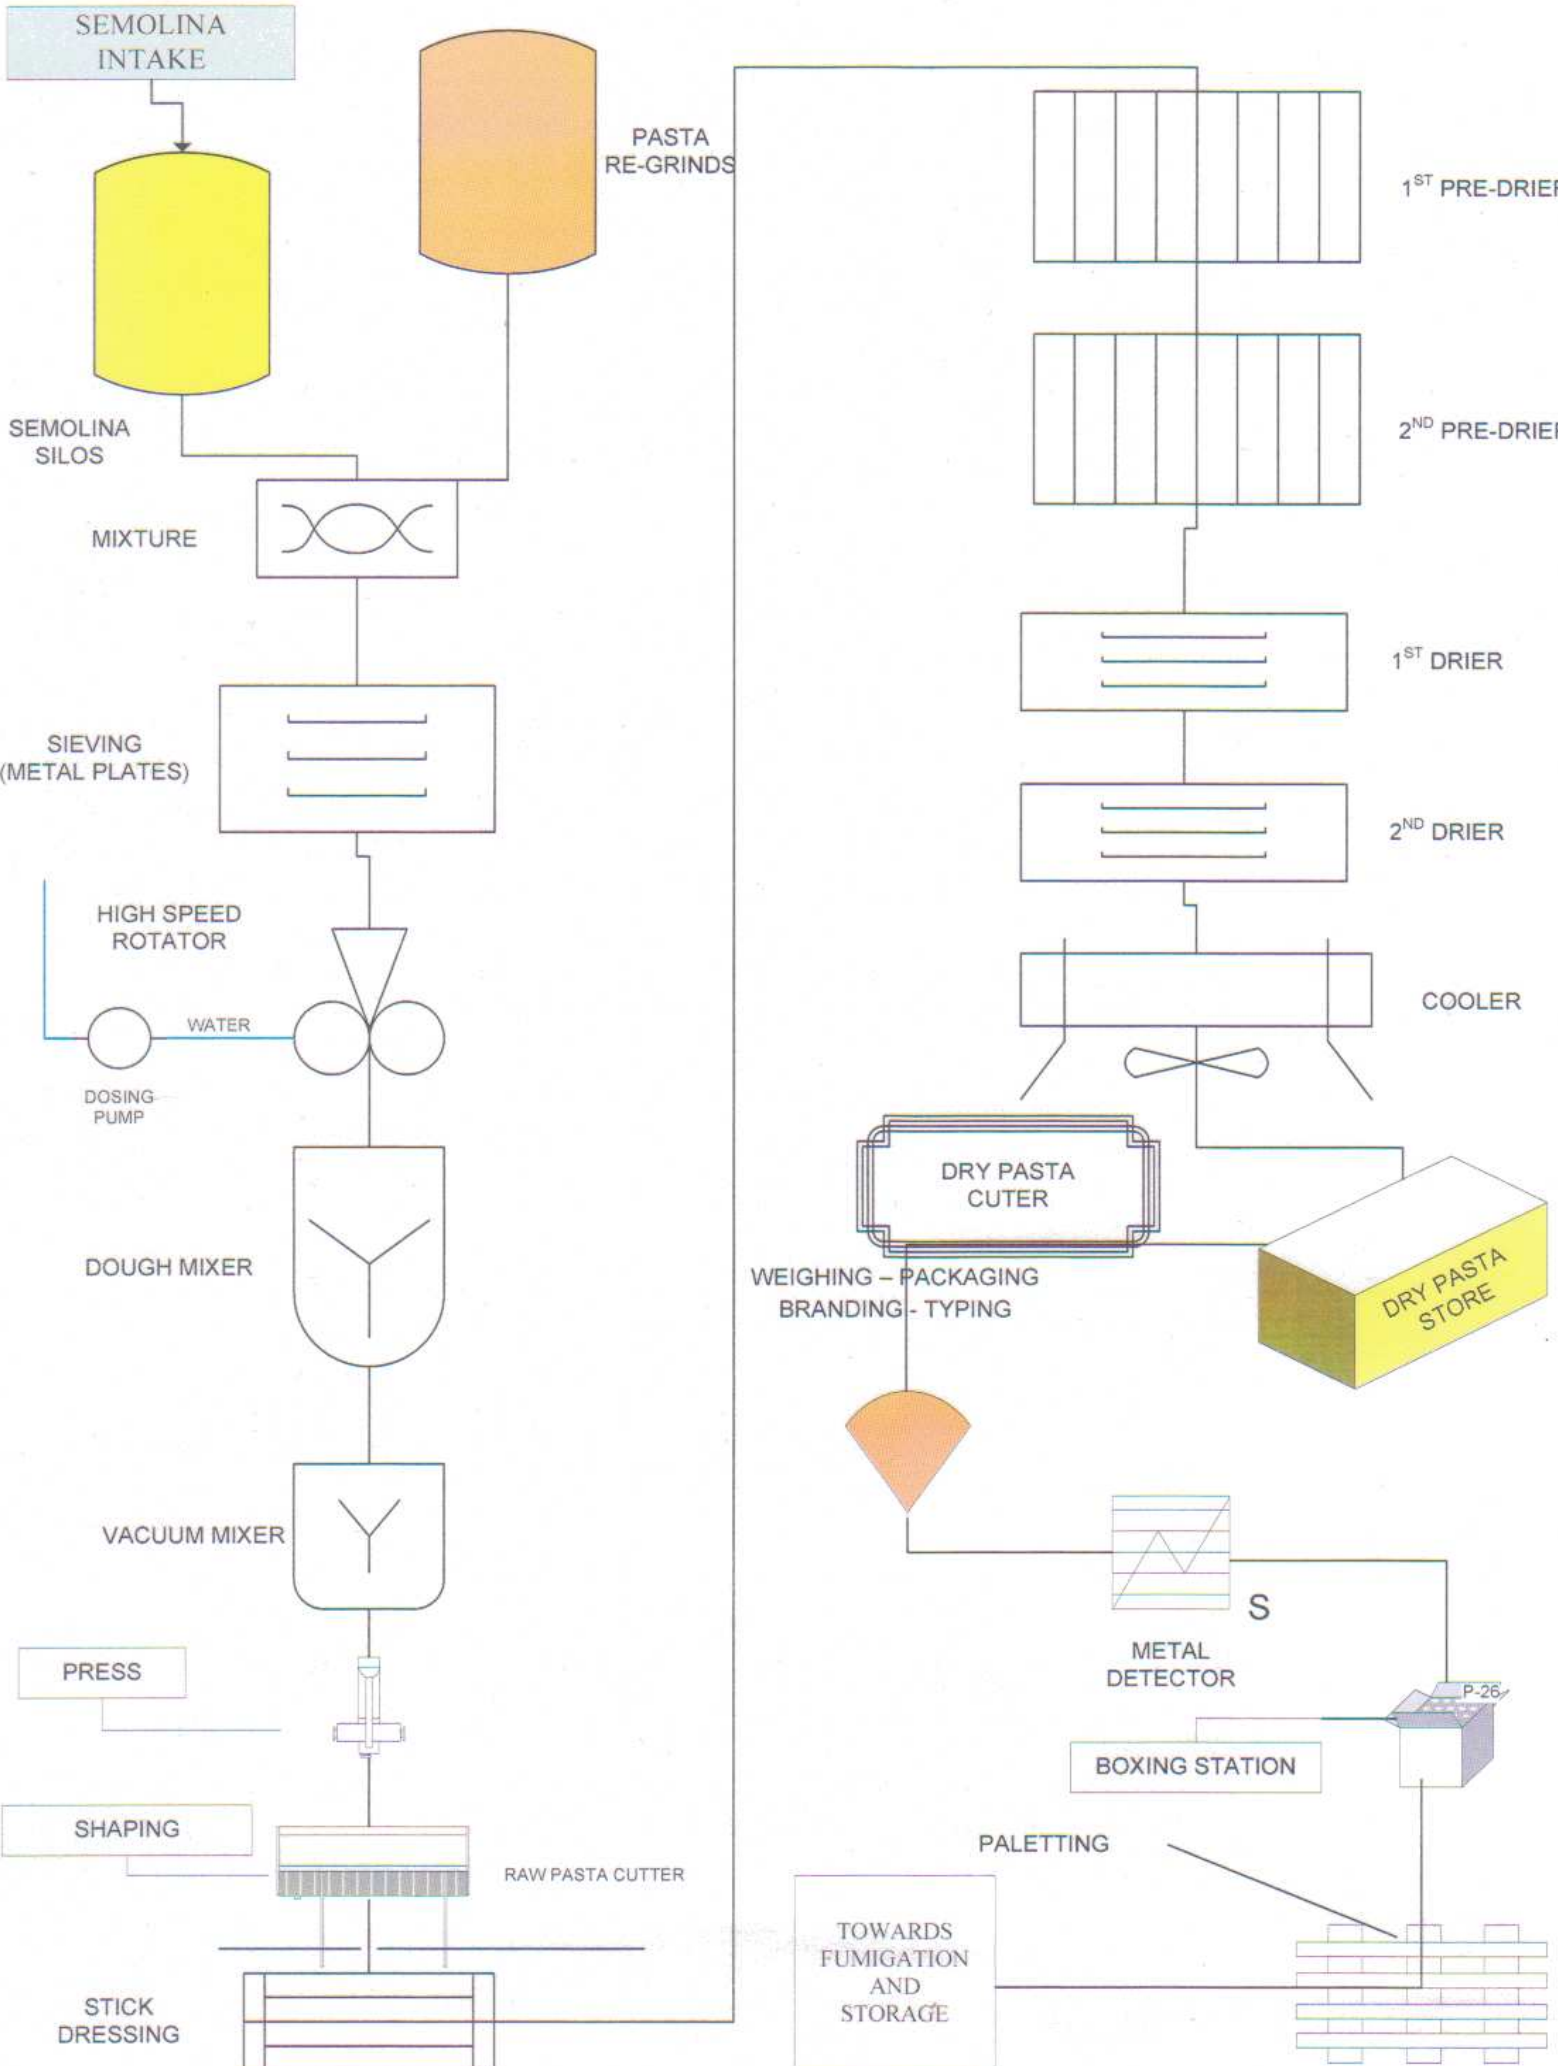 SEMOLINA
INTAKE
PASTA
RE-GRINDS
SEMOLINA
SILOS
MIXTURE
SIEVING
(METAL PLATES)
HIGH SPEED
ROTATOR
WATER
DOSING
PUMP
DOUGH MIXER
VACUUM MIXER
PRESS
SHAPING
RAW PASTA CUTTER
STICK
DRESSING
1ST PRE-DRIER
2ND PRE-DRIER
1ST DRIER
2ND DRIER
COOLER
DRY PASTA
CUTER
DRY PASTA
STORE
WEIGHING – PACKAGING
BRANDING - TYPING
S
METAL
DETECTOR
P-26
BOXING STATION
PALETTING
TOWARDS
FUMIGATION
AND
STORAGE